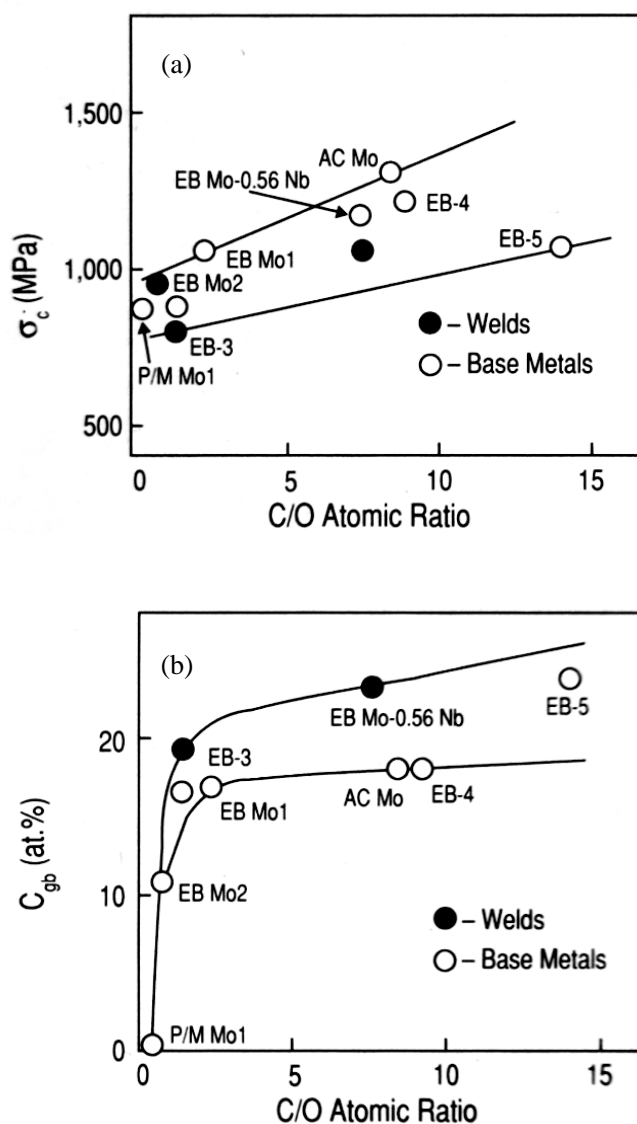 (a)
1,500
1,000
500
σc (MPa)
AC Mo
EB Mo-0.56 Nb
EB-4
EB-5
EB Mo1
EB Mo2
EB-3
P/M Mo1
– Welds
– Base Metals
0 5 10 15
C/O Atomic Ratio
(b)
20
10
0
Cgb (at.%)
EB Mo-0.56 Nb
EB-5
EB-3
EB Mo1
AC Mo
EB-4
EB Mo2
P/M Mo1
– Welds
– Base Metals
0 5 10 15
C/O Atomic Ratio